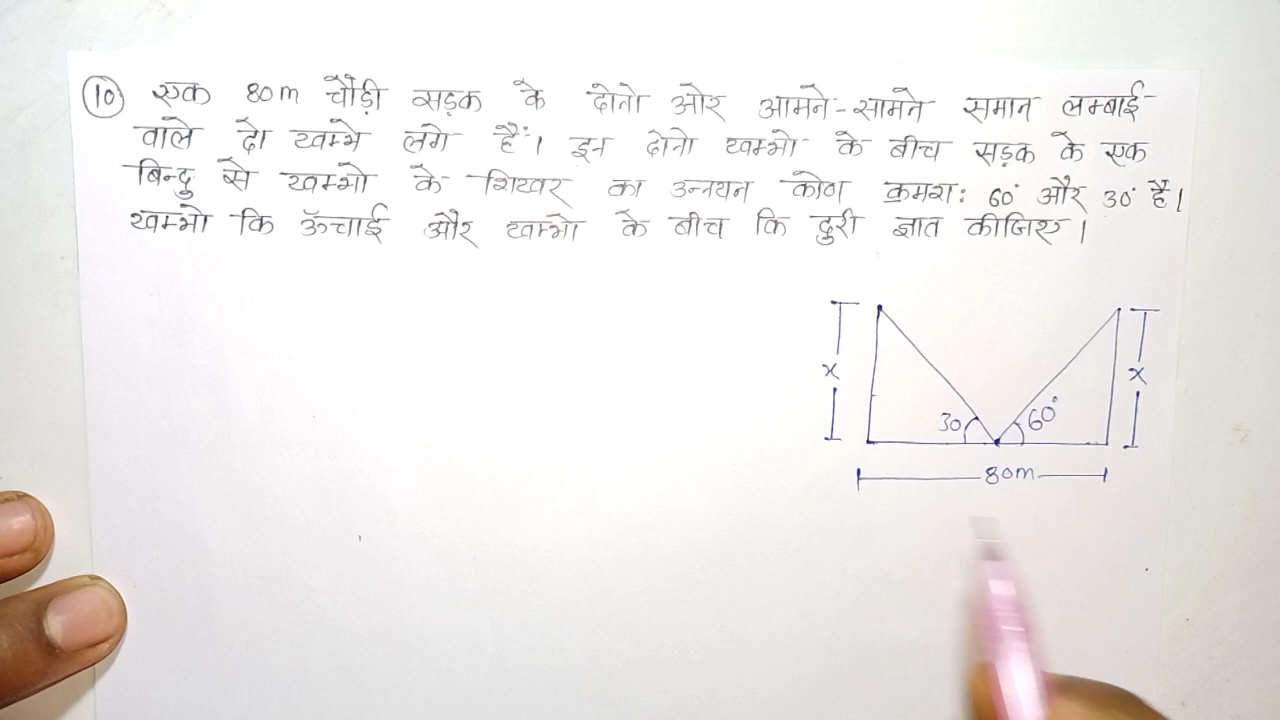 10 एक 80m चौड़ी सड़क के दोनो ओर आमने-सामने समान लम्बाई
वाले दो खम्भे लगे हैं। इन दोनो खम्भो के बीच सड़क के एक
बिन्दु से खम्भो के शिखर का उन्नयन कोण क्रमश: 60° और 30° है।
खम्भो कि ऊँचाई और खम्भो के बीच कि दुरी ज्ञात कीजिए।
x 30 60° x
80m